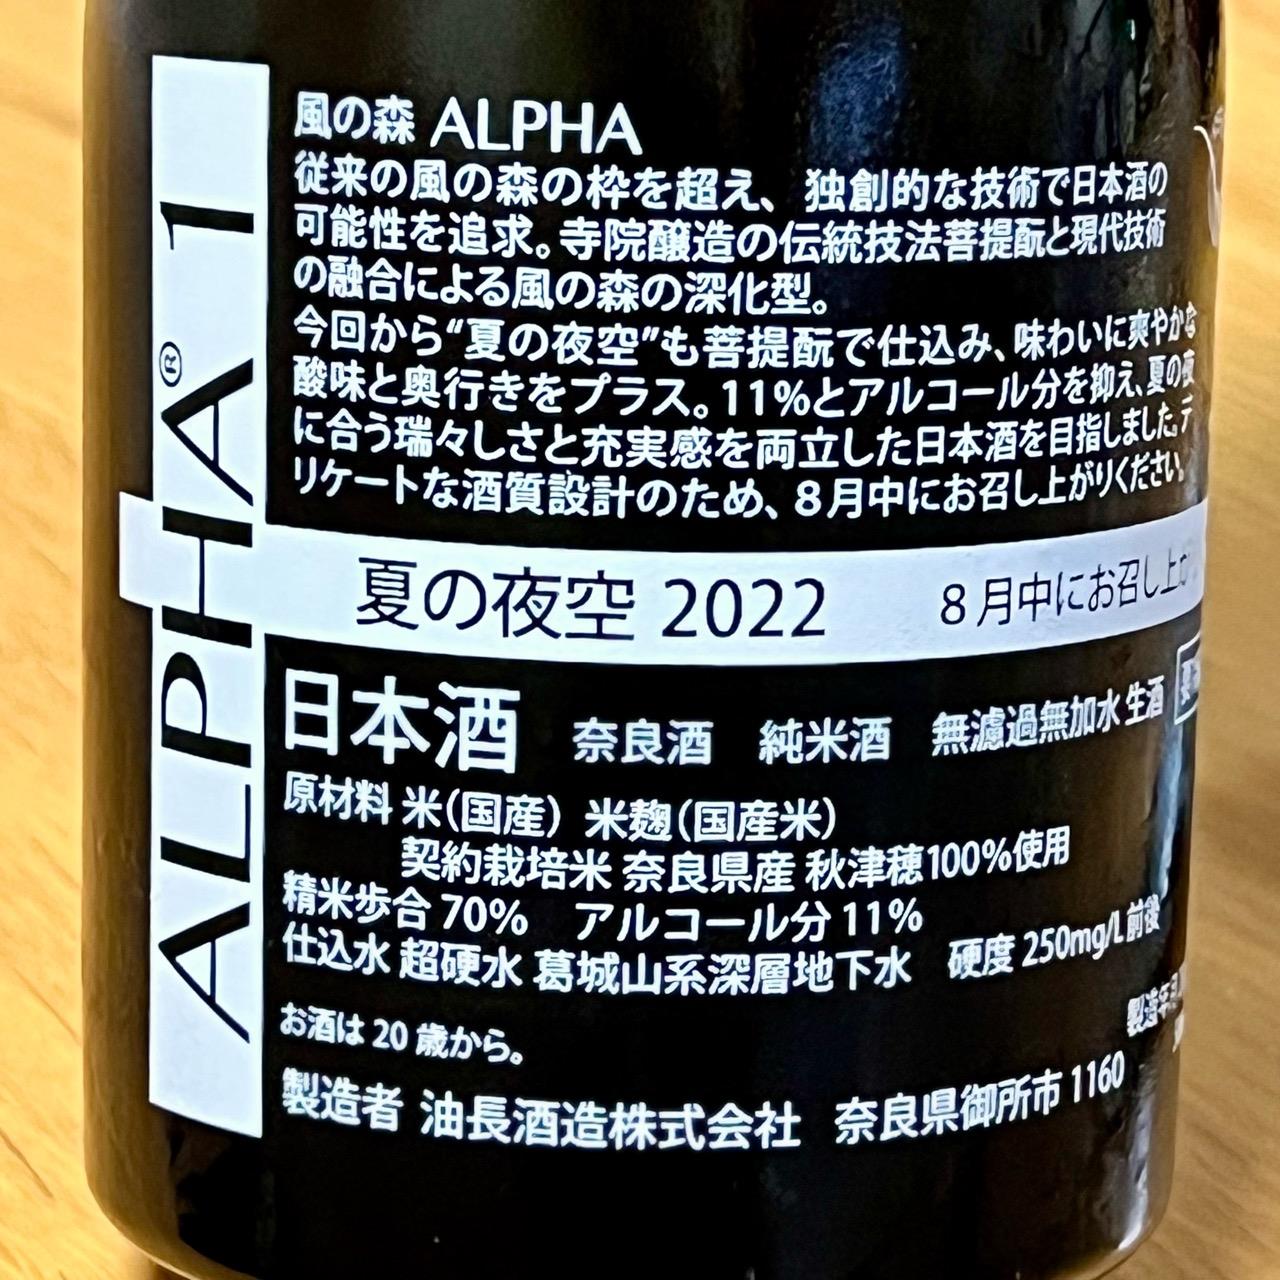 ALPHA® 1
風の森 ALPHA
従来の風の森の枠を超え、独創的な技術で日本酒の
可能性を追求。寺院醸造の伝統技法菩提酛と現代技術
の融合による風の森の深化型。
今回から“夏の夜空”も菩提酛で仕込み、味わいに爽やかな
酸味と奥行きをプラス。11%とアルコール分を抑え、夏の夜
に合う瑞々しさと充実感を両立した日本酒を目指しました。デ
リケートな酒質設計のため、8月中にお召し上がりください。
夏の夜空 2022 8月中にお召し上が
日本酒 奈良酒 純米酒 無濾過無加水 生酒
原材料 米(国産) 米麹(国産米)
契約栽培米 奈良県産 秋津穂100%使用
精米歩合 70% アルコール分 11%
仕込水 超硬水 葛城山系深層地下水 硬度 250mg/L 前後
お酒は 20 歳から。
製造年
製造者 油長酒造株式会社 奈良県御所市 1160